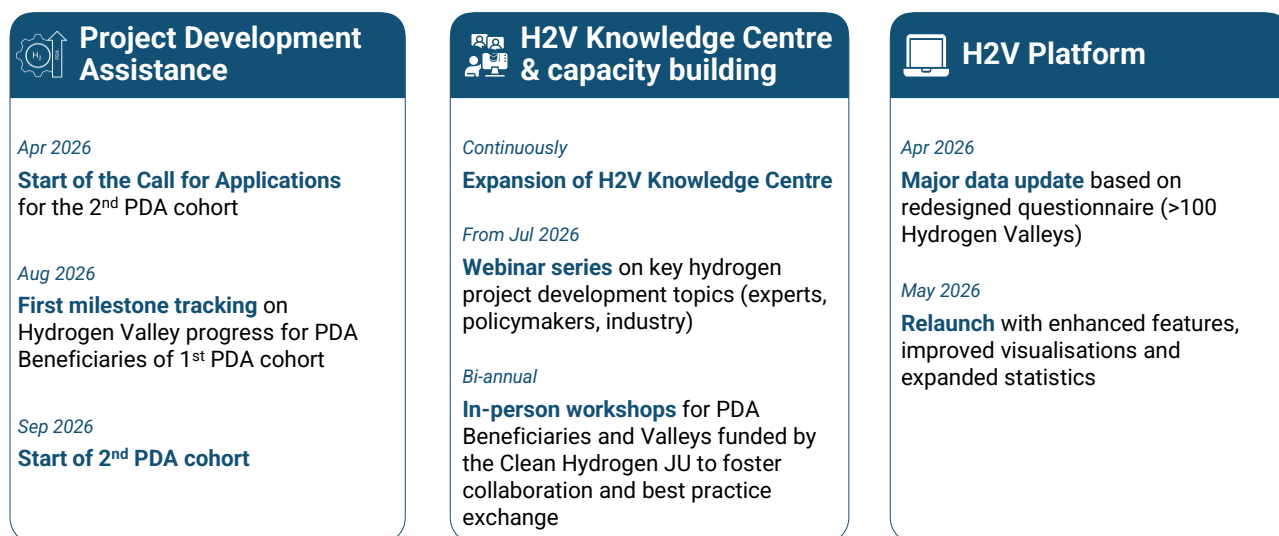 Project Development
Assistance
Apr 2026
Start of the Call for Applications
for the 2nd PDA cohort
Aug 2026
First milestone tracking on
Hydrogen Valley progress for PDA
Beneficiaries of 1st PDA cohort
Sep 2026
Start of 2nd PDA cohort
H2V Knowledge Centre
& capacity building
Continuously
Expansion of H2V Knowledge Centre
From Jul 2026
Webinar series on key hydrogen
project development topics (experts,
policymakers, industry)
Bi-annual
In-person workshops for PDA
Beneficiaries and Valleys funded by
the Clean Hydrogen JU to foster
collaboration and best practice
exchange
H2V Platform
Apr 2026
Major data update based on
redesigned questionnaire (>100
Hydrogen Valleys)
May 2026
Relaunch with enhanced features,
improved visualisations and
expanded statistics